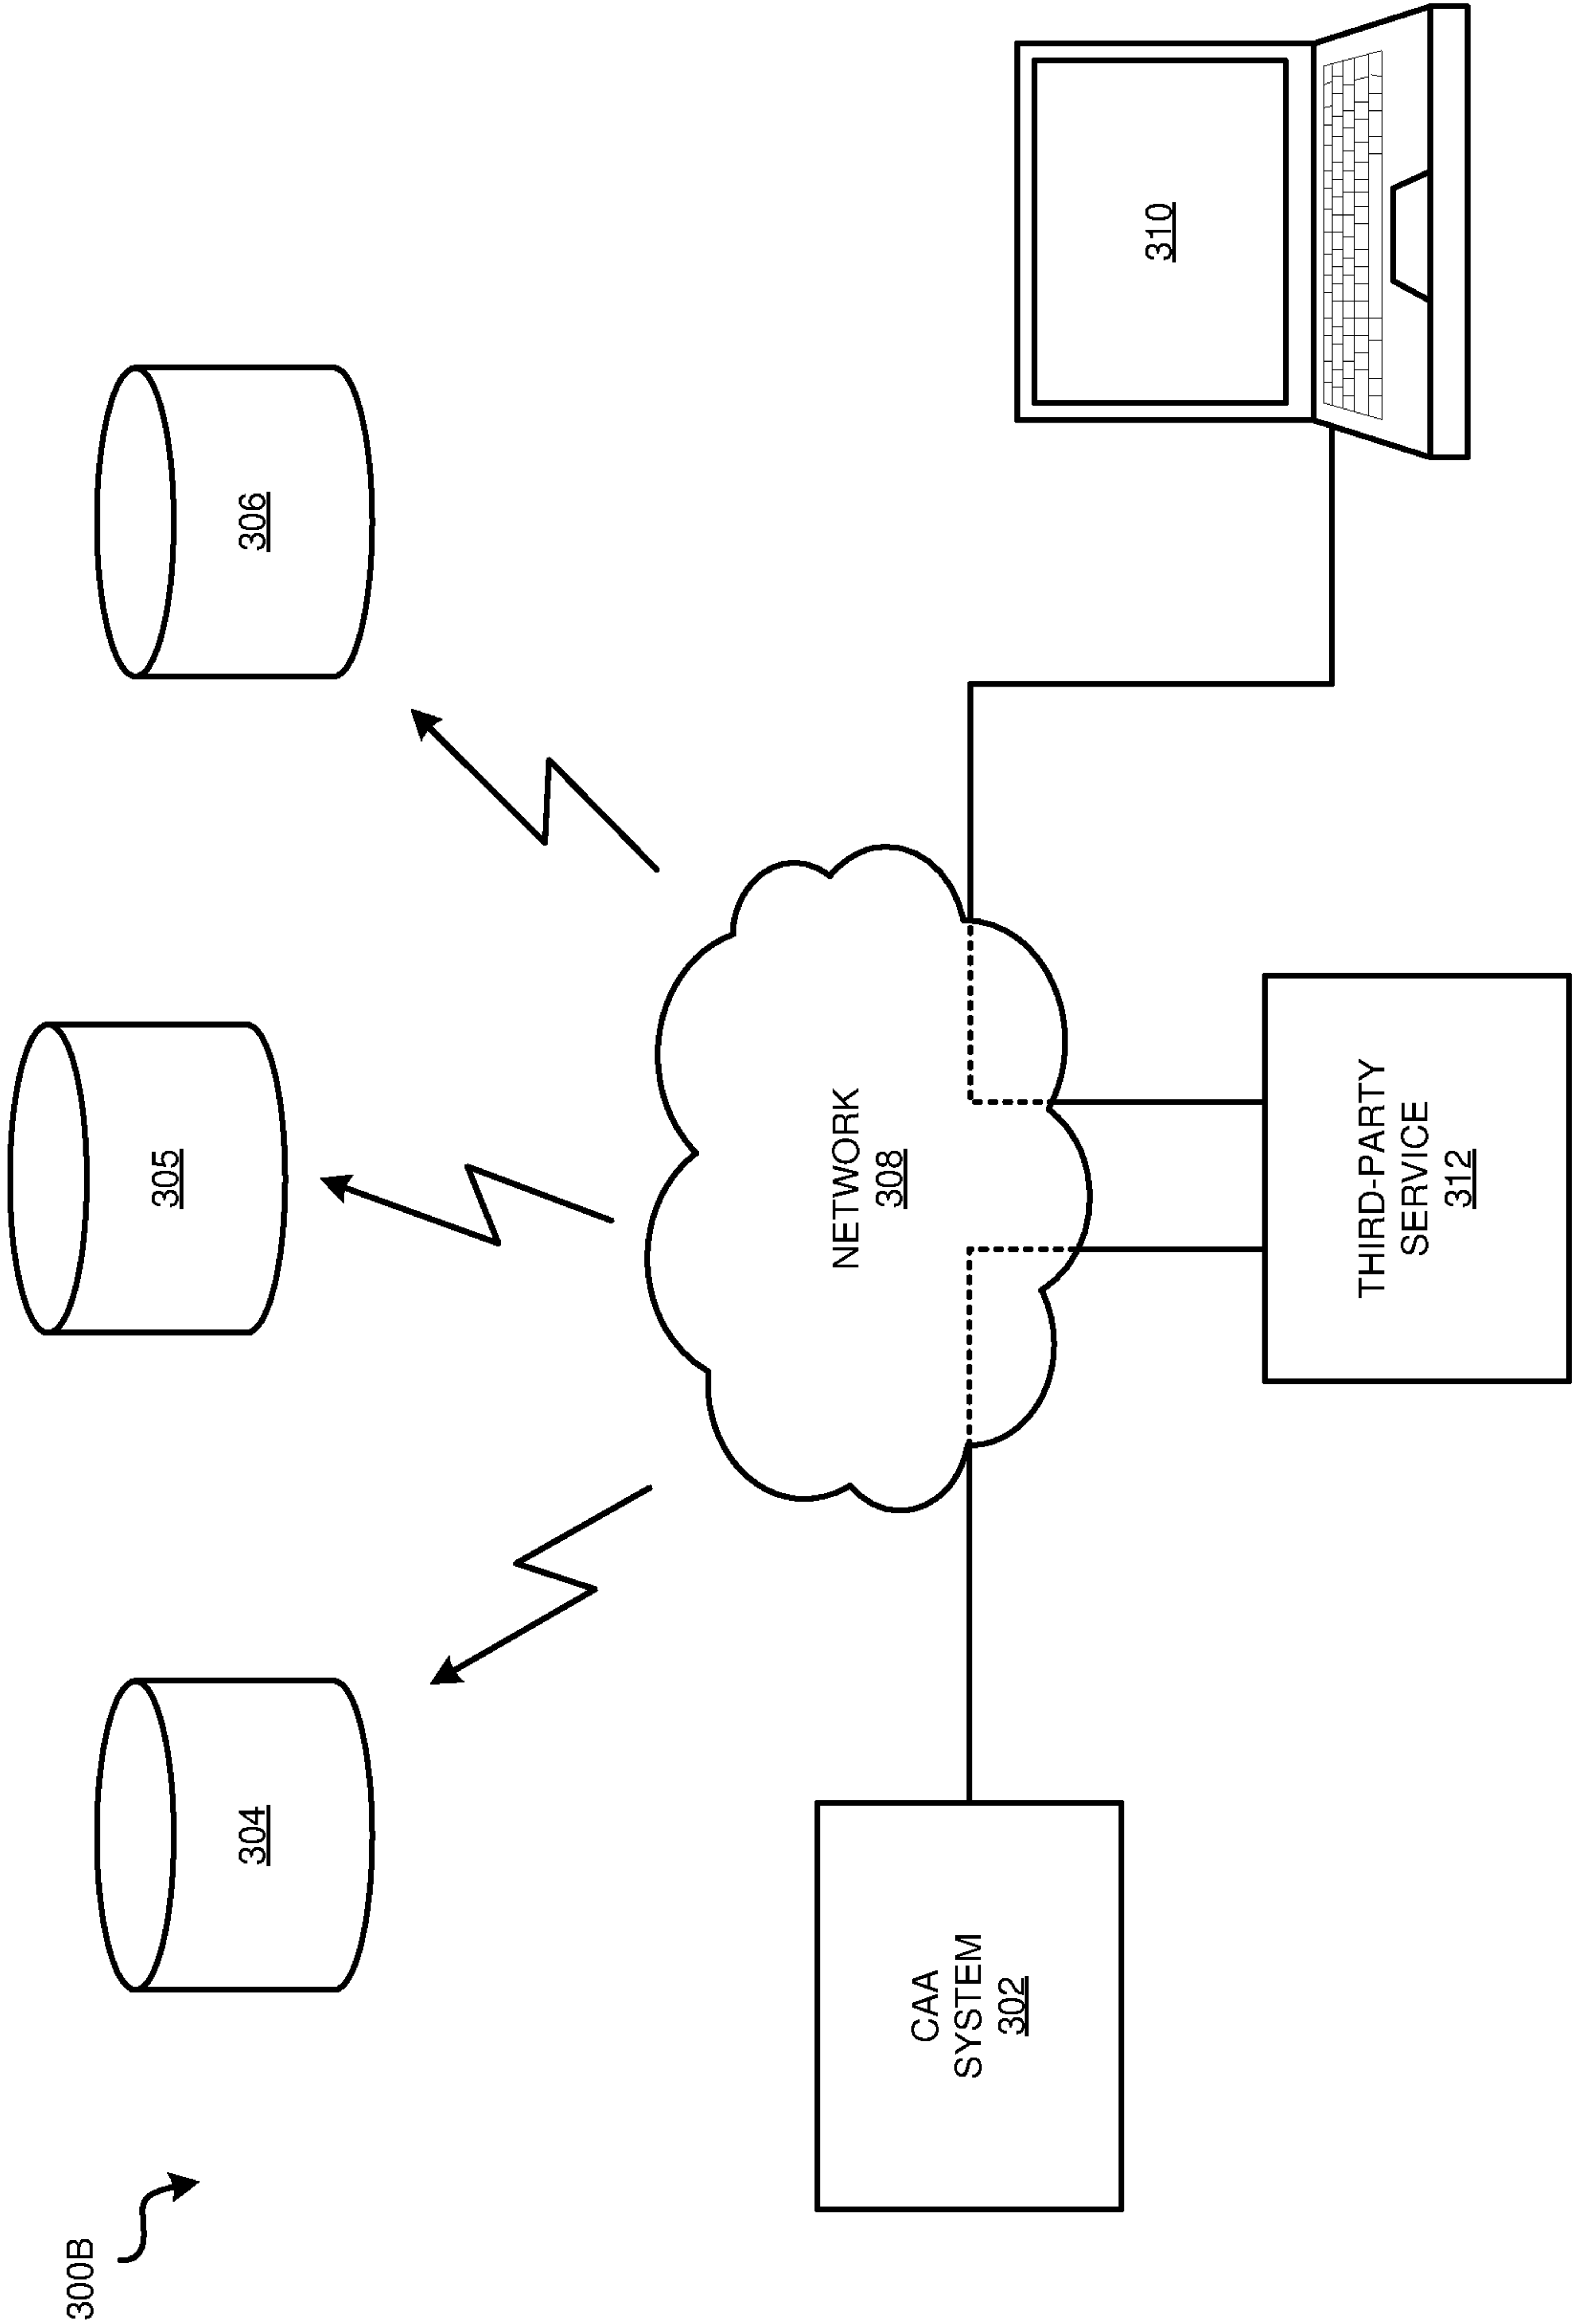 300B
304
305
306
NETWORK
308
310
CAA
SYSTEM
302
THIRD-PARTY
SERVICE
312